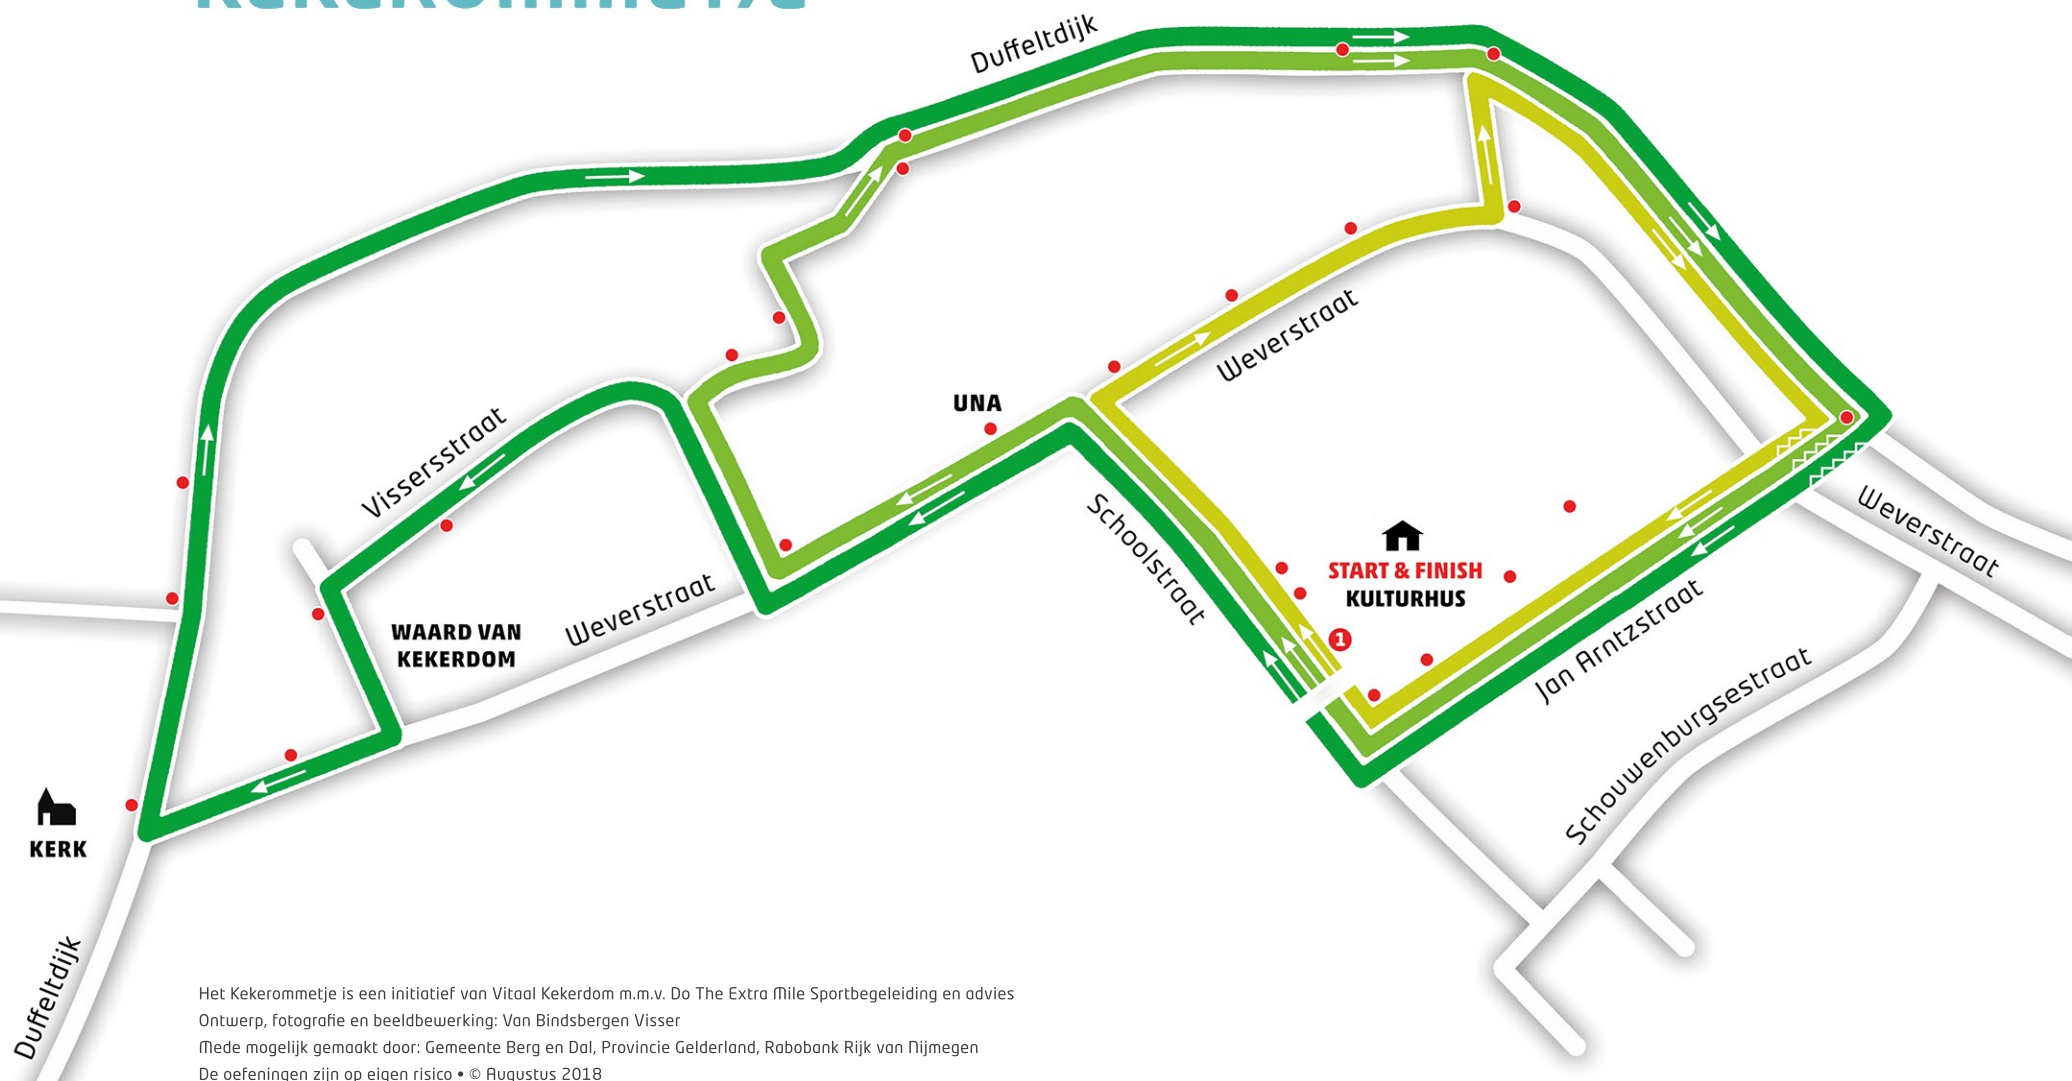 Duffeltdijk
Weverstraat
UNA
Vissersstraat
Schoolstraat
START & FINISH
KULTURHUS
1
Weverstraat
WAARD VAN
KEKERDOM
Weverstraat
Jan Arntzstraat
Schouwenburgsestraat
KERK
Duffeltdijk
Het Kekerommetje is een initiatief van Vitaal Kekerdom m.m.v. Do The Extra Mile Sportbegeleiding en advies
Ontwerp, fotografie en beeldbewerking: Van Bindsbergen Visser
Mede mogelijk gemaakt door: Gemeente Berg en Dal, Provincie Gelderland, Rabobank Rijk van Nijmegen
De oefeningen zijn op eigen risico • © Augustus 2018